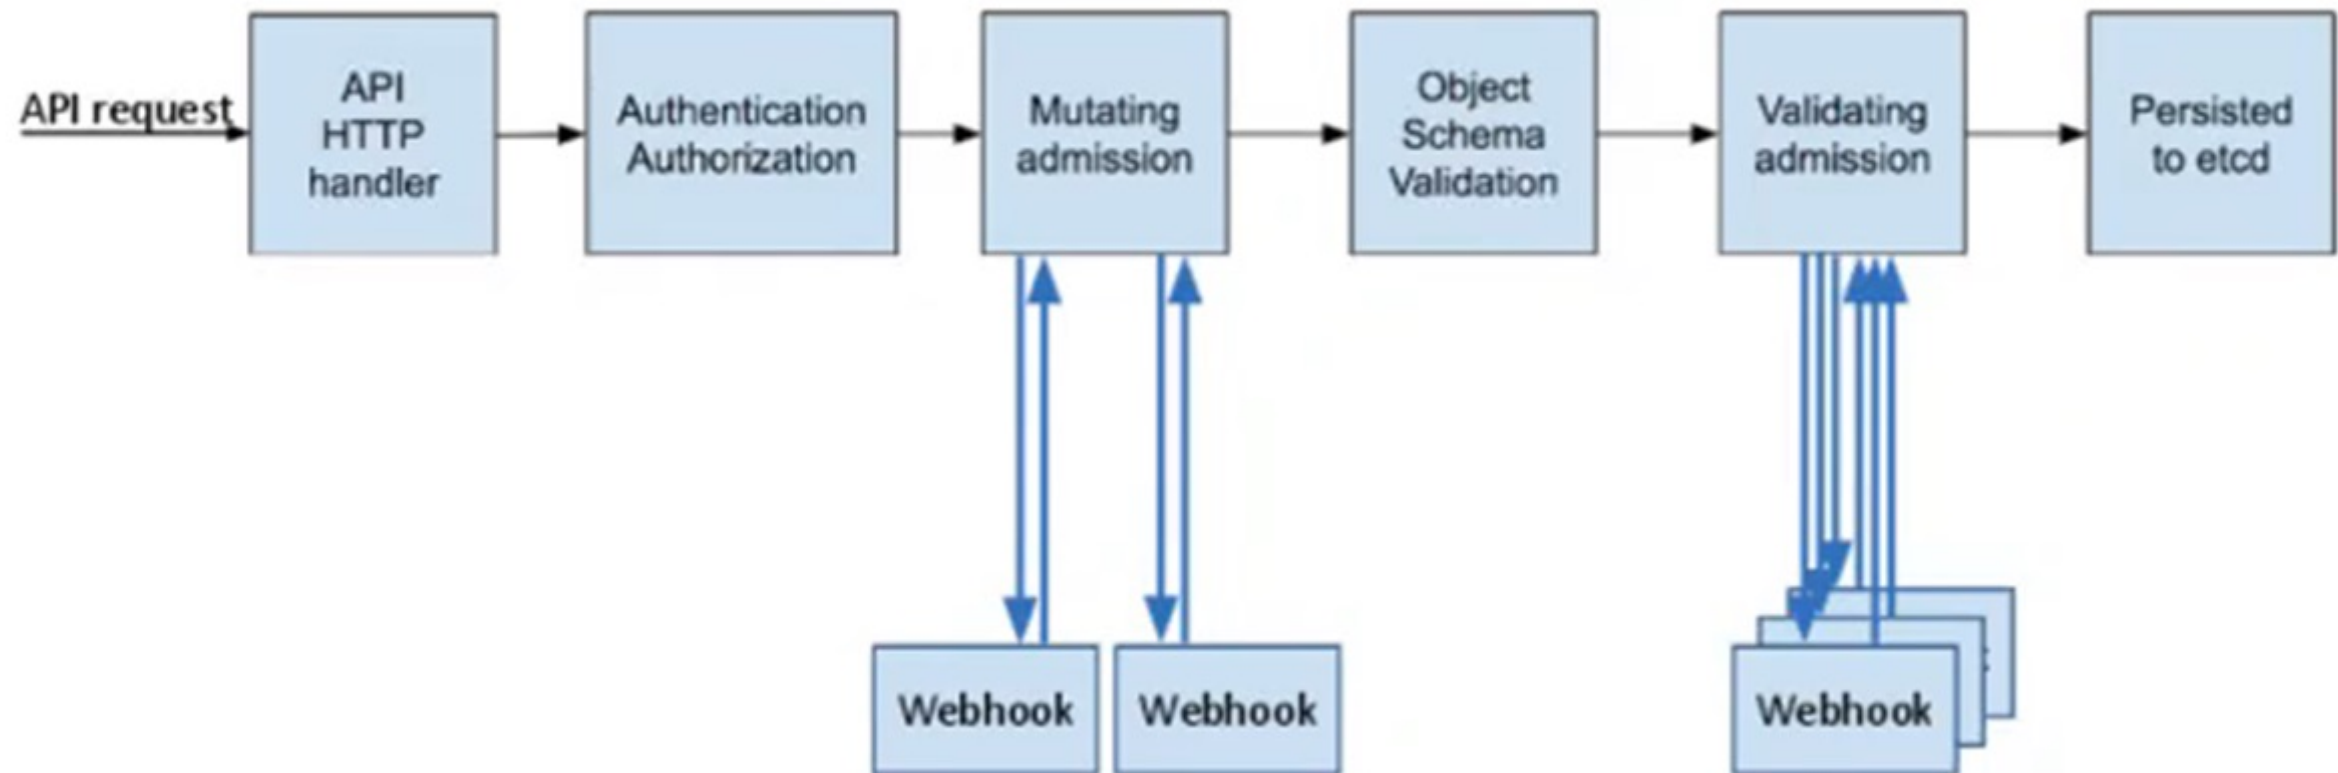 API request
API
HTTP
handler
Authentication
Authorization
Mutating
admission
Object
Schema
Validation
Validating
admission
Persisted
to etcd
Webhook
Webhook
Webhook